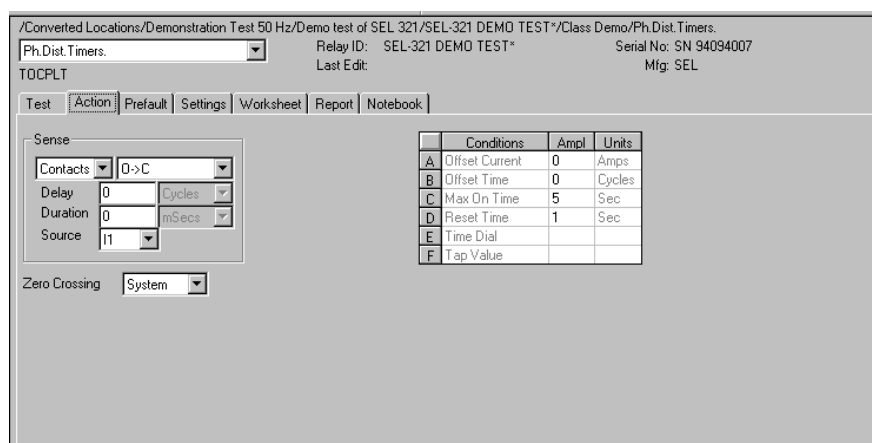 /Converted Locations/Demonstration Test 50 Hz/Demo test of SEL 321/SEL-321 DEMO TEST*/Class Demo/Ph.Dist.Timers.
Ph.Dist.Timers. Relay ID: SEL-321 DEMO TEST* Serial No: SN 94094007
Last Edit: Mfg: SEL
TOCPLT
Test Action Prefault Settings Worksheet Report Notebook
Sense
Contacts O->C
Delay 0 Cycles
Duration 0 mSecs
Source I1
Zero Crossing System
Conditions Ampl Units
A Offset Current 0 Amps
B Offset Time 0 Cycles
C Max On Time 5 Sec
D Reset Time 1 Sec
E Time Dial
F Tap Value